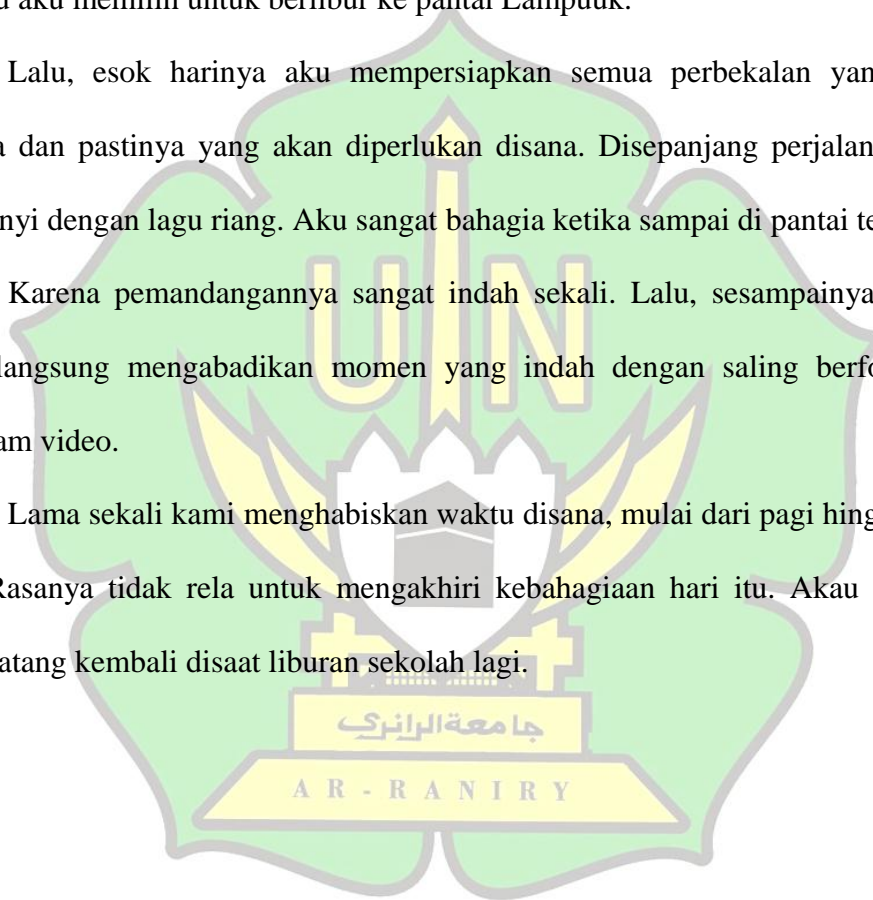 aku memilih untuk berlibur ke pantai Lampuuk.
Lalu, esok harinya aku mempersiapkan semua perbekalan
dan pastinya yang akan diperlukan disana. Disepanjang
dengan lagu riang. Aku sangat bahagia ketika sampai di pantai
Karena pemandangannya sangat indah sekali. Lalu, sesampainya
langsung mengabadikan momen yang indah dengan saling
video.
Lama sekali kami menghabiskan waktu disana, mulai dari pagi
Rasanya tidak rela untuk mengakhiri kebahagiaan hari itu. Akau
kembali disaat liburan sekolah lagi.
UIN
جامعةالرانري
AR-RANIRY